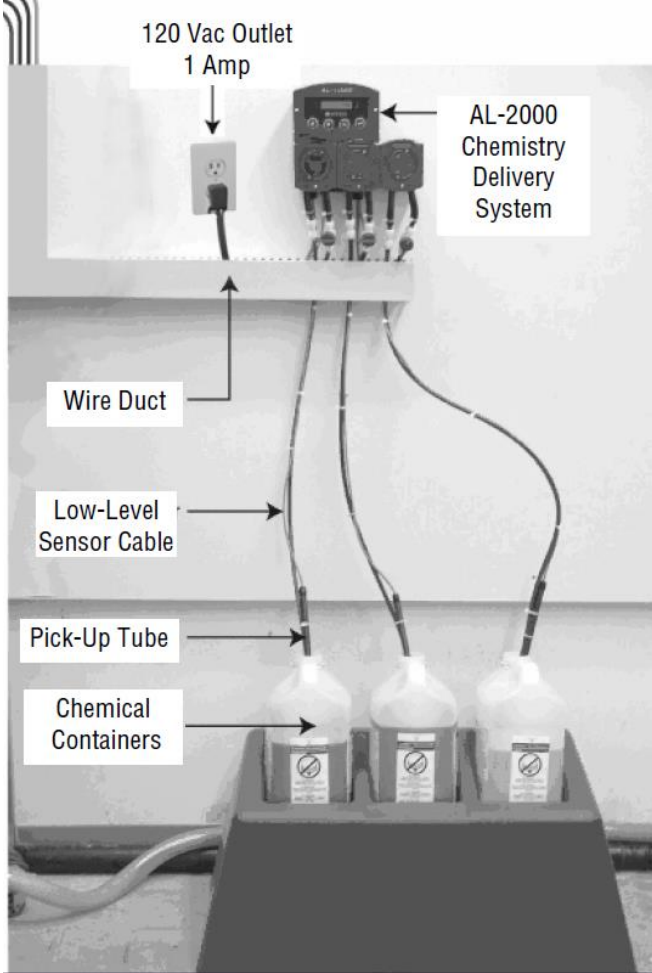 120 Vac Outlet
1 Amp
AL-2000
Chemistry
Delivery
System
Wire Duct
Low-Level
Sensor Cable
Pick-Up Tube
Chemical
Containers